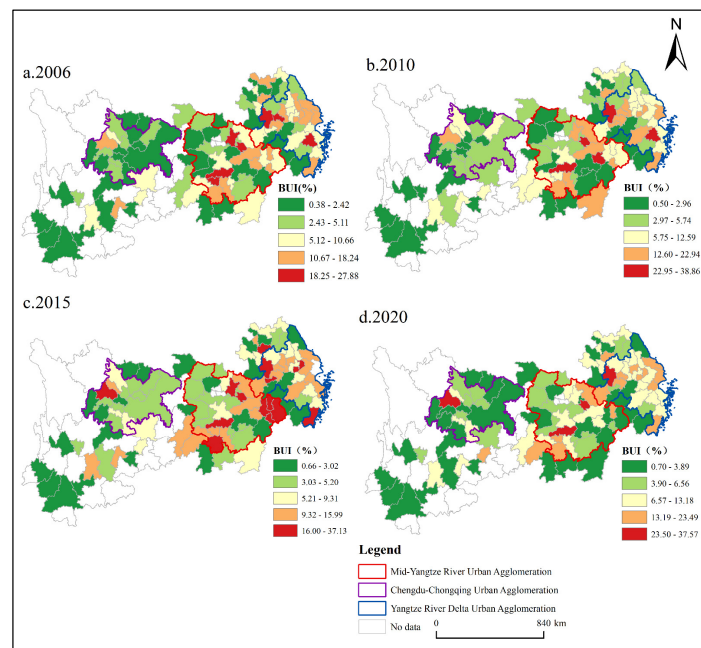 N
a.2006
BUI(%)
0.38 - 2.42
2.43 - 5.11
5.12 - 10.66
10.67 - 18.24
18.25 - 27.88
b.2010
BUI（%）
0.50 - 2.96
2.97 - 5.74
5.75 - 12.59
12.60 - 22.94
22.95 - 38.86
c.2015
BUI（%）
0.66 - 3.02
3.03 - 5.20
5.21 - 9.31
9.32 - 15.99
16.00 - 37.13
d.2020
BUI（%）
0.70 - 3.89
3.90 - 6.56
6.57 - 13.18
13.19 - 23.49
23.50 - 37.57
Legend
Mid-Yangtze River Urban Agglomeration
Chengdu-Chongqing Urban Agglomeration
Yangtze River Delta Urban Agglomeration
No data
0 840 km